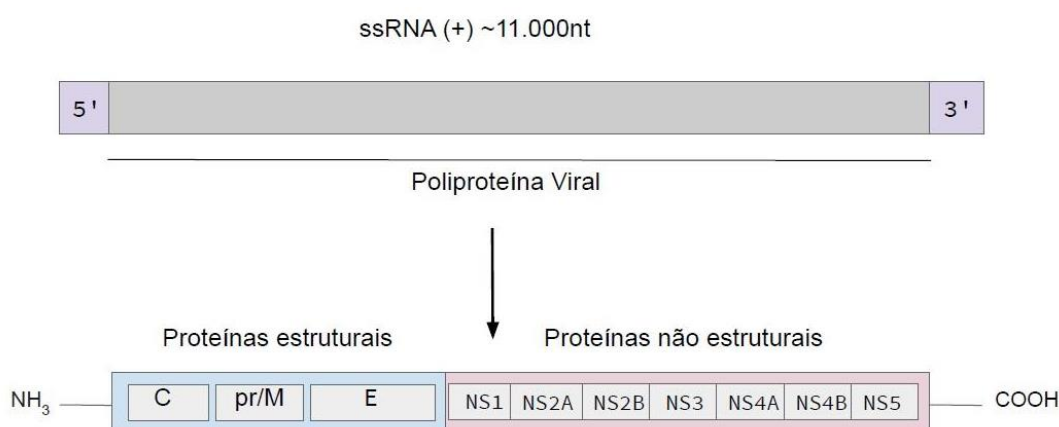 ssRNA (+) ~11.000nt
5' 3'
Poliproteína Viral
Proteínas estruturais Proteínas não estruturais
NH3 C pr/M E NS1 NS2A NS2B NS3 NS4A NS4B NS5 COOH